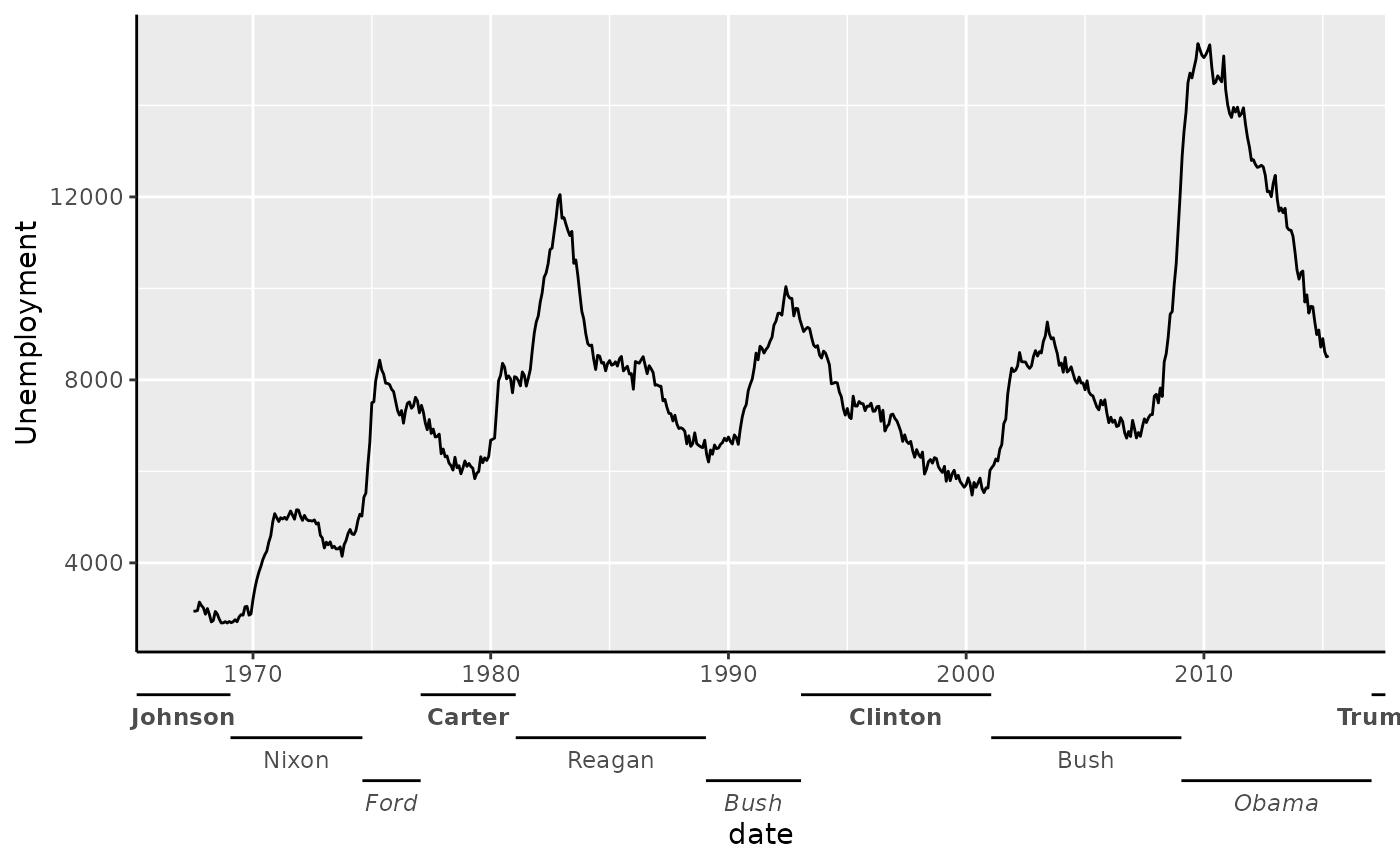 Unemployment
12000
8000
4000
1970 1980 1990 2000 2010
Johnson Carter Clinton Trum
Nixon Reagan Bush
Ford Bush Obama
date